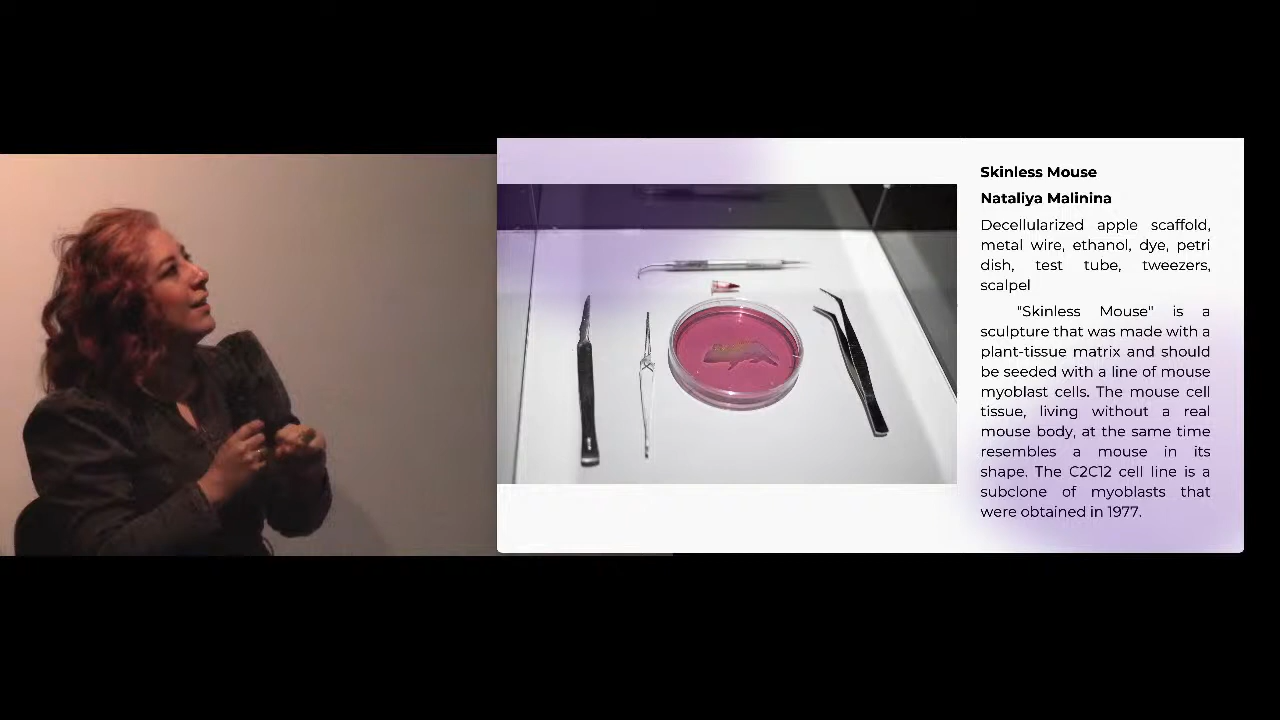 Skinless Mouse
Nataliya Malinina
Decellularized apple scaffold,
metal wire, ethanol, dye, petri
dish, test tube, tweezers,
scalpel
"Skinless Mouse" is a
sculpture that was made with a
plant-tissue matrix and should
be seeded with a line of mouse
myoblast cells. The mouse cell
tissue, living without a real
mouse body, at the same time
resembles a mouse in its
shape. The C2C12 cell line is a
subclone of myoblasts that
were obtained in 1977.